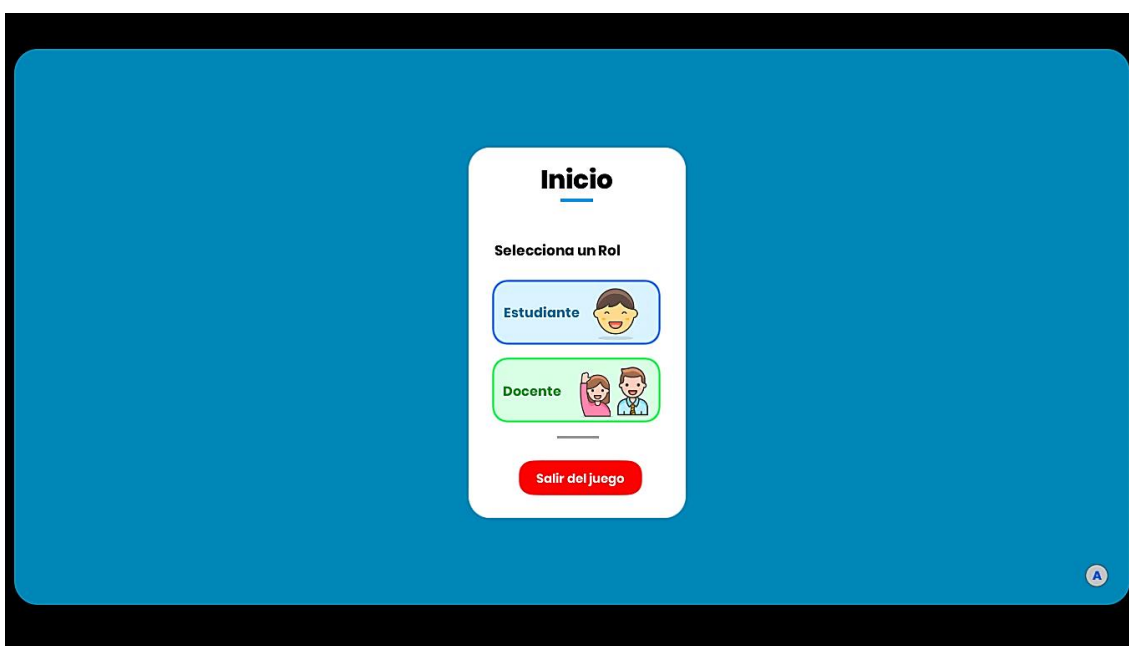 Inicio
Selecciona un Rol
Estudiante
Docente
Salir del juego
A